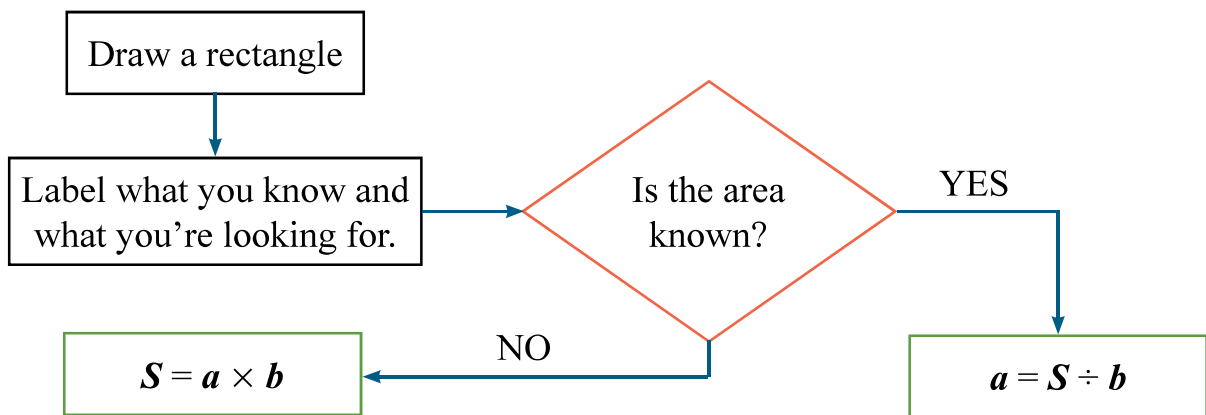 Draw a rectangle
Label what you know and
what you’re looking for.
Is the area
known?
YES
NO
S = a × b
a = S ÷ b